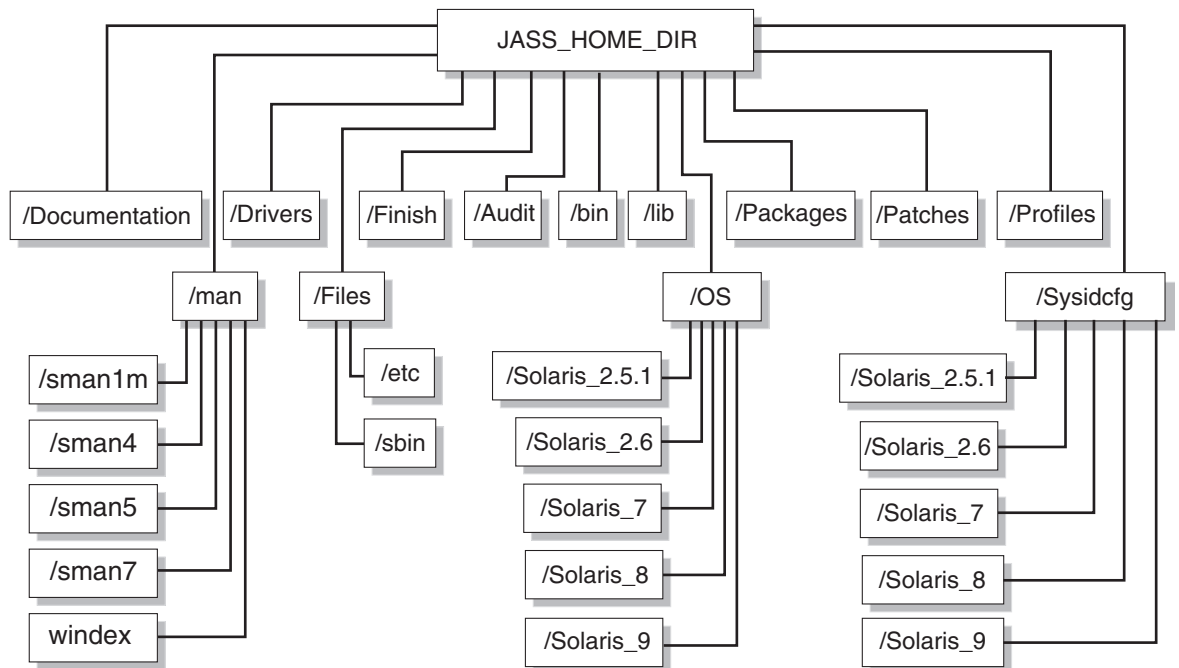 JASS_HOME_DIR
/Documentation
/Drivers
/Finish
/Audit
/bin
/lib
/Packages
/Patches
/Profiles
/man
/Files
/OS
/Sysidcfg
/sman1m
/sman4
/sman5
/sman7
windex
/etc
/sbin
/Solaris_2.5.1
/Solaris_2.6
/Solaris_7
/Solaris_8
/Solaris_9
/Solaris_2.5.1
/Solaris_2.6
/Solaris_7
/Solaris_8
/Solaris_9